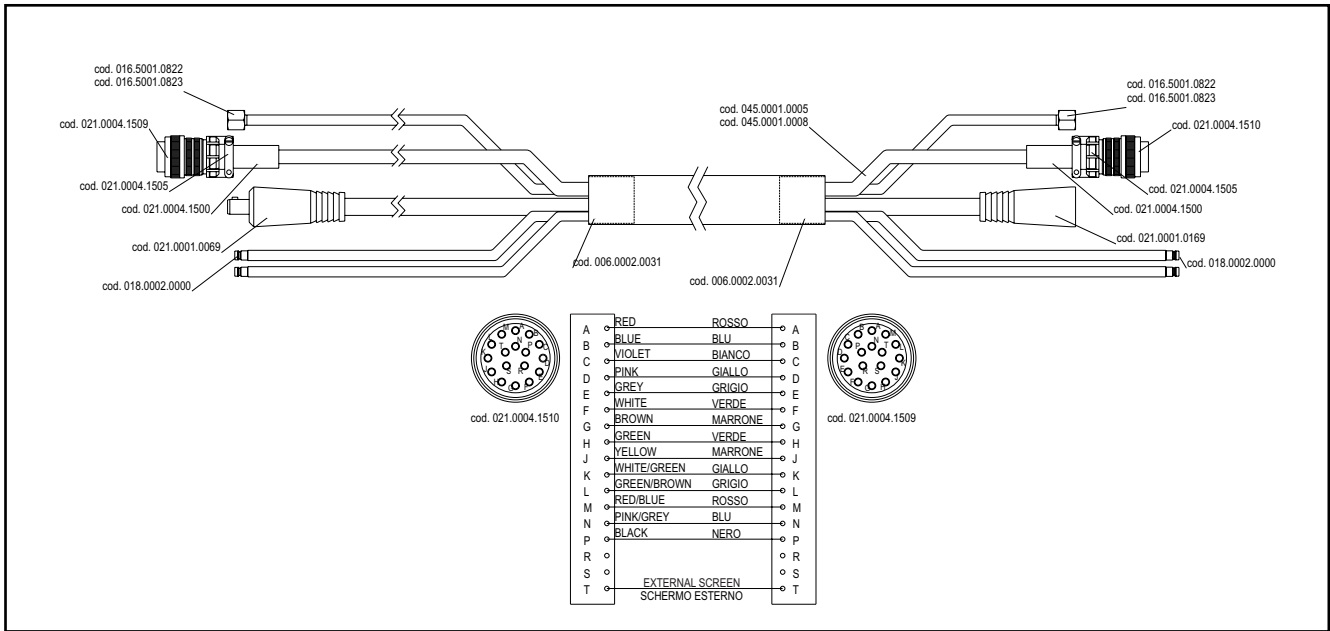 cod. 016.5001.0822
cod. 016.5001.0823
cod. 021.0004.1509
cod. 021.0004.1505
cod. 021.0004.1500
cod. 021.0001.0069
cod. 018.0002.0000
cod. 006.0002.0031
cod. 045.0001.0005
cod. 045.0001.0008
cod. 006.0002.0031
cod. 016.5001.0822
cod. 016.5001.0823
cod. 021.0004.1510
cod. 021.0004.1505
cod. 021.0004.1500
cod. 021.0001.0169
cod. 018.0002.0000
cod. 021.0004.1510
A RED ROSSO A
B BLUE BLU B
C VIOLET BIANCO C
D PINK GIALLO D
E GREY GRIGIO E
F WHITE VERDE F
G BROWN MARRONE G
H GREEN VERDE H
J YELLOW MARRONE J
K WHITE/GREEN GIALLO K
L GREEN/BROWN GRIGIO L
M RED/BLUE ROSSO M
N PINK/GREY BLU N
P BLACK NERO P
R R
S S
T EXTERNAL SCREEN T
SCHERMO ESTERNO
cod. 021.0004.1509